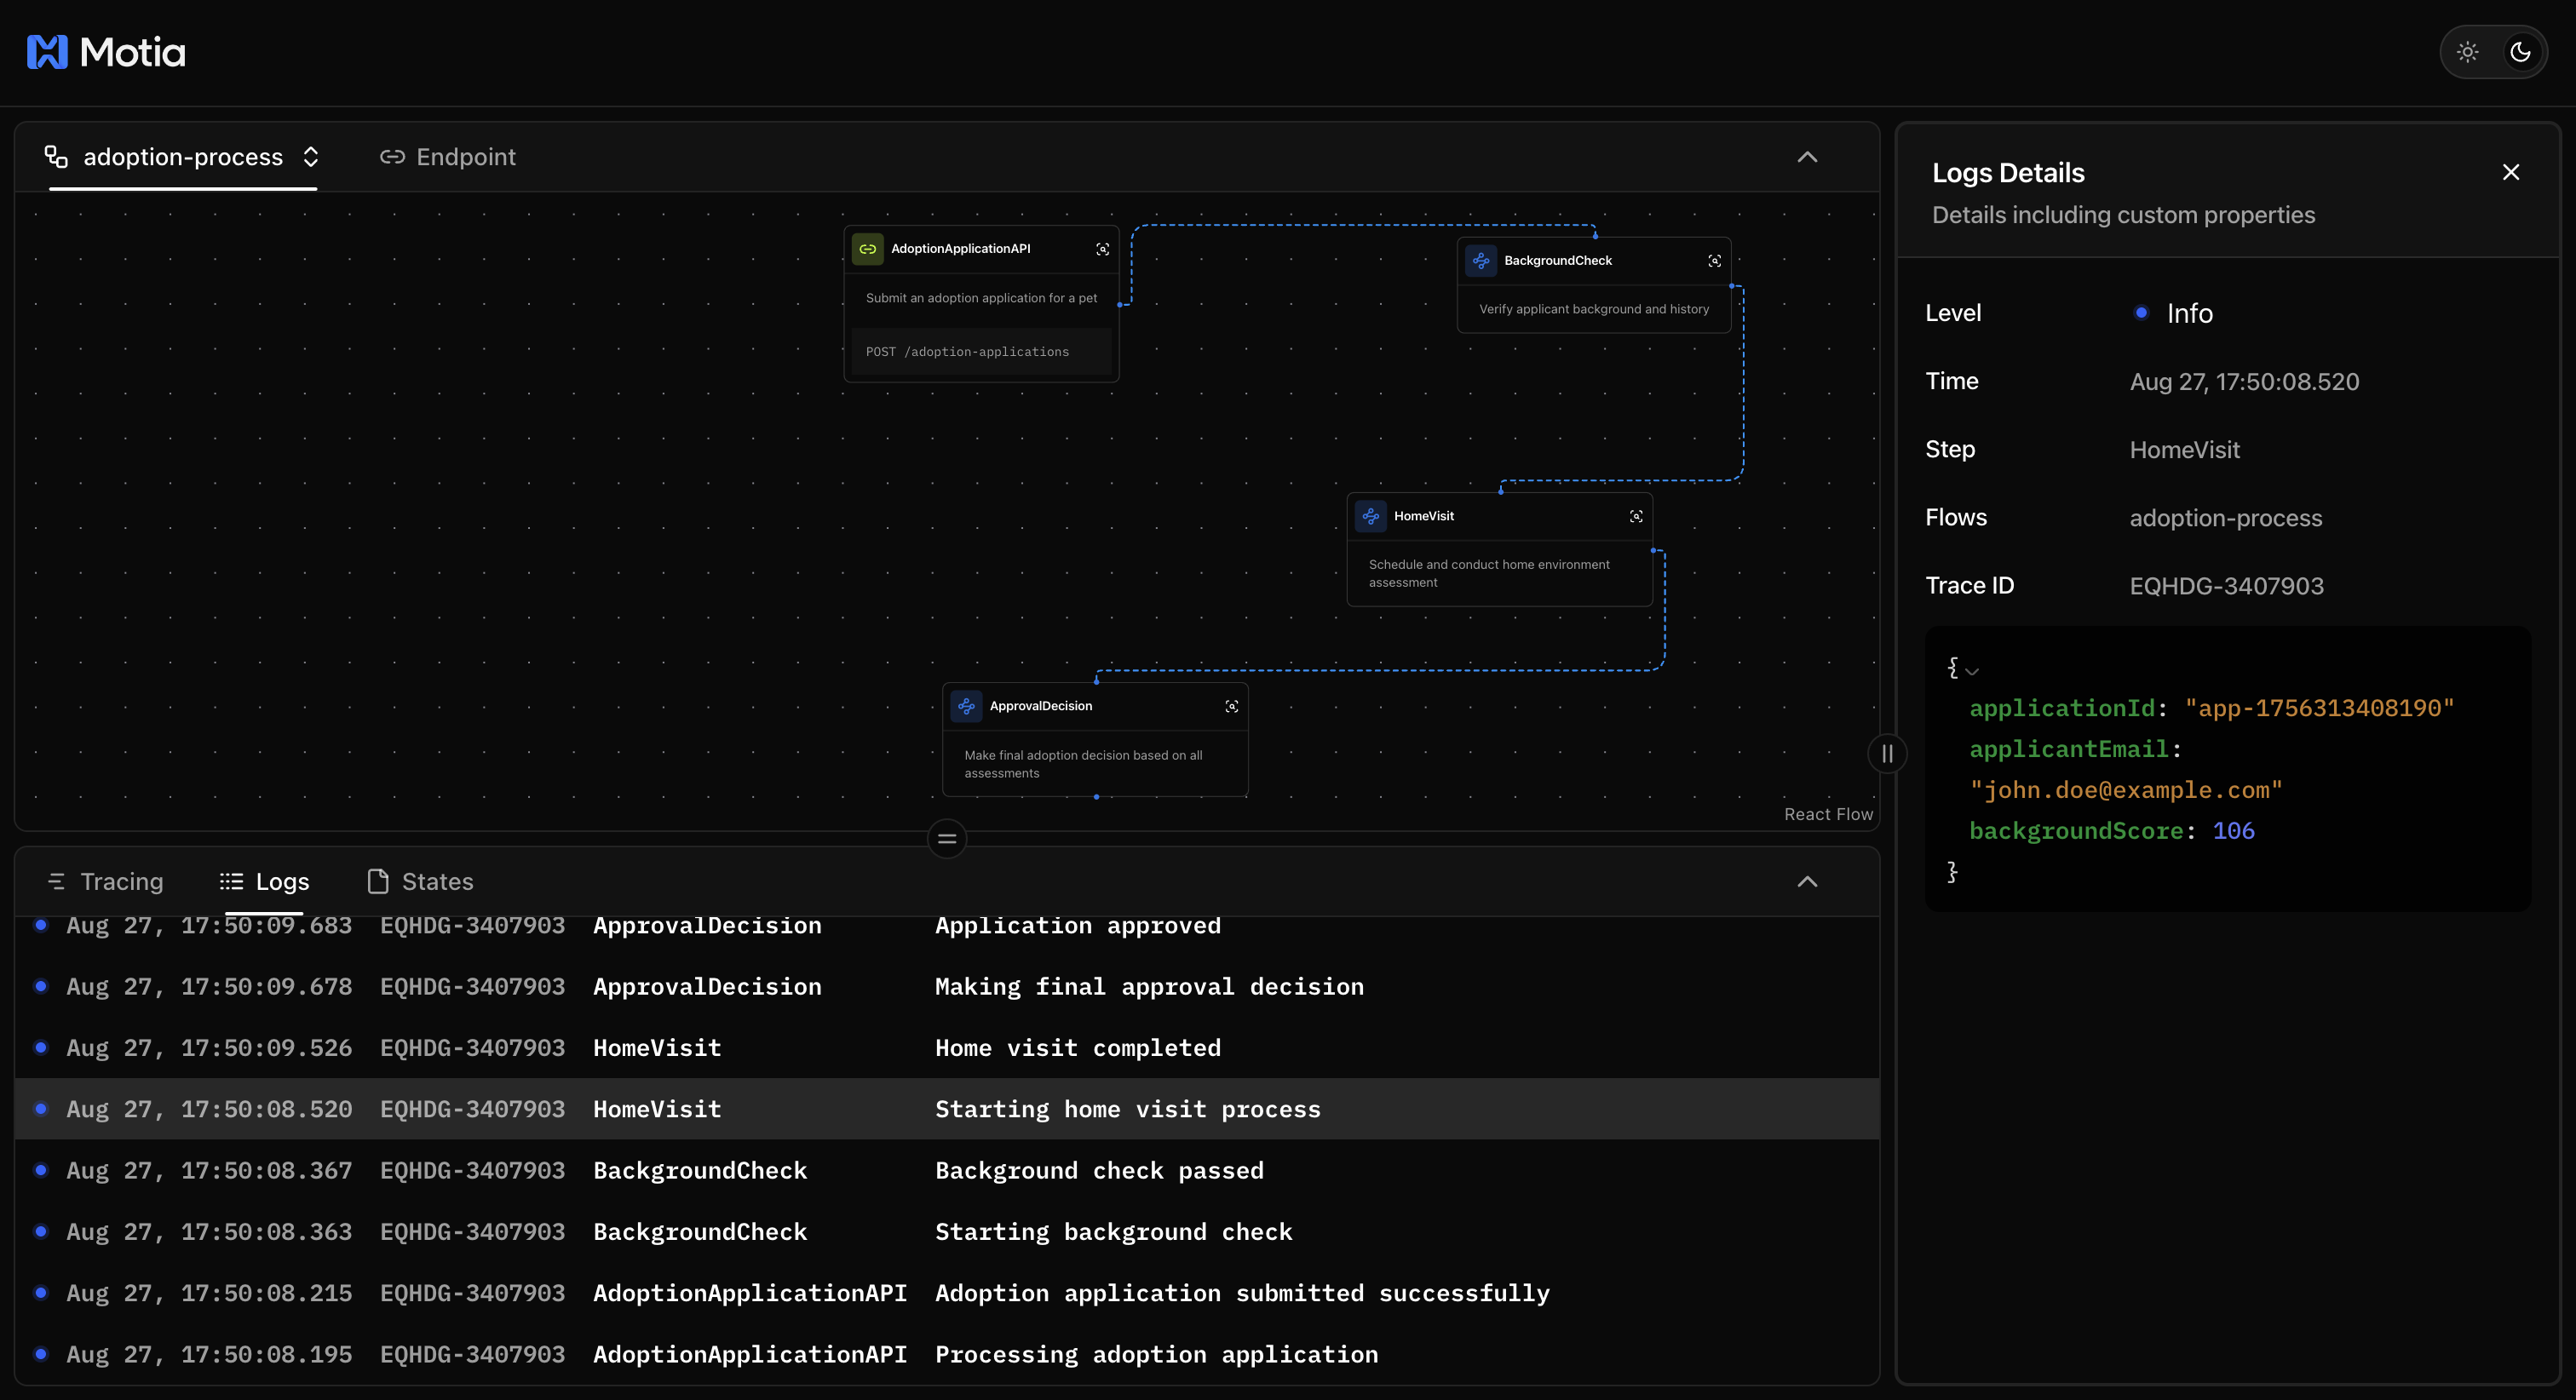 Motia
adoption-process
Endpoint
AdoptionApplicationAPI
Submit an adoption application for a pet
POST /adoption-applications
BackgroundCheck
Verify applicant background and history
HomeVisit
Schedule and conduct home environment
assessment
ApprovalDecision
Make final adoption decision based on all
assessments
React Flow
Tracing
Logs
States
Aug 27, 17:50:09.683 EQHDG-3407903 ApprovalDecision Application approved
Aug 27, 17:50:09.678 EQHDG-3407903 ApprovalDecision Making final approval decision
Aug 27, 17:50:09.526 EQHDG-3407903 HomeVisit Home visit completed
Aug 27, 17:50:08.520 EQHDG-3407903 HomeVisit Starting home visit process
Aug 27, 17:50:08.367 EQHDG-3407903 BackgroundCheck Background check passed
Aug 27, 17:50:08.363 EQHDG-3407903 BackgroundCheck Starting background check
Aug 27, 17:50:08.215 EQHDG-3407903 AdoptionApplicationAPI Adoption application submitted successfully
Aug 27, 17:50:08.195 EQHDG-3407903 AdoptionApplicationAPI Processing adoption application
Logs Details
Details including custom properties
Level Info
Time Aug 27, 17:50:08.520
Step HomeVisit
Flows adoption-process
Trace ID EQHDG-3407903
{
applicationId: "app-1756313408190"
applicantEmail:
"john.doe@example.com"
backgroundScore: 106
}